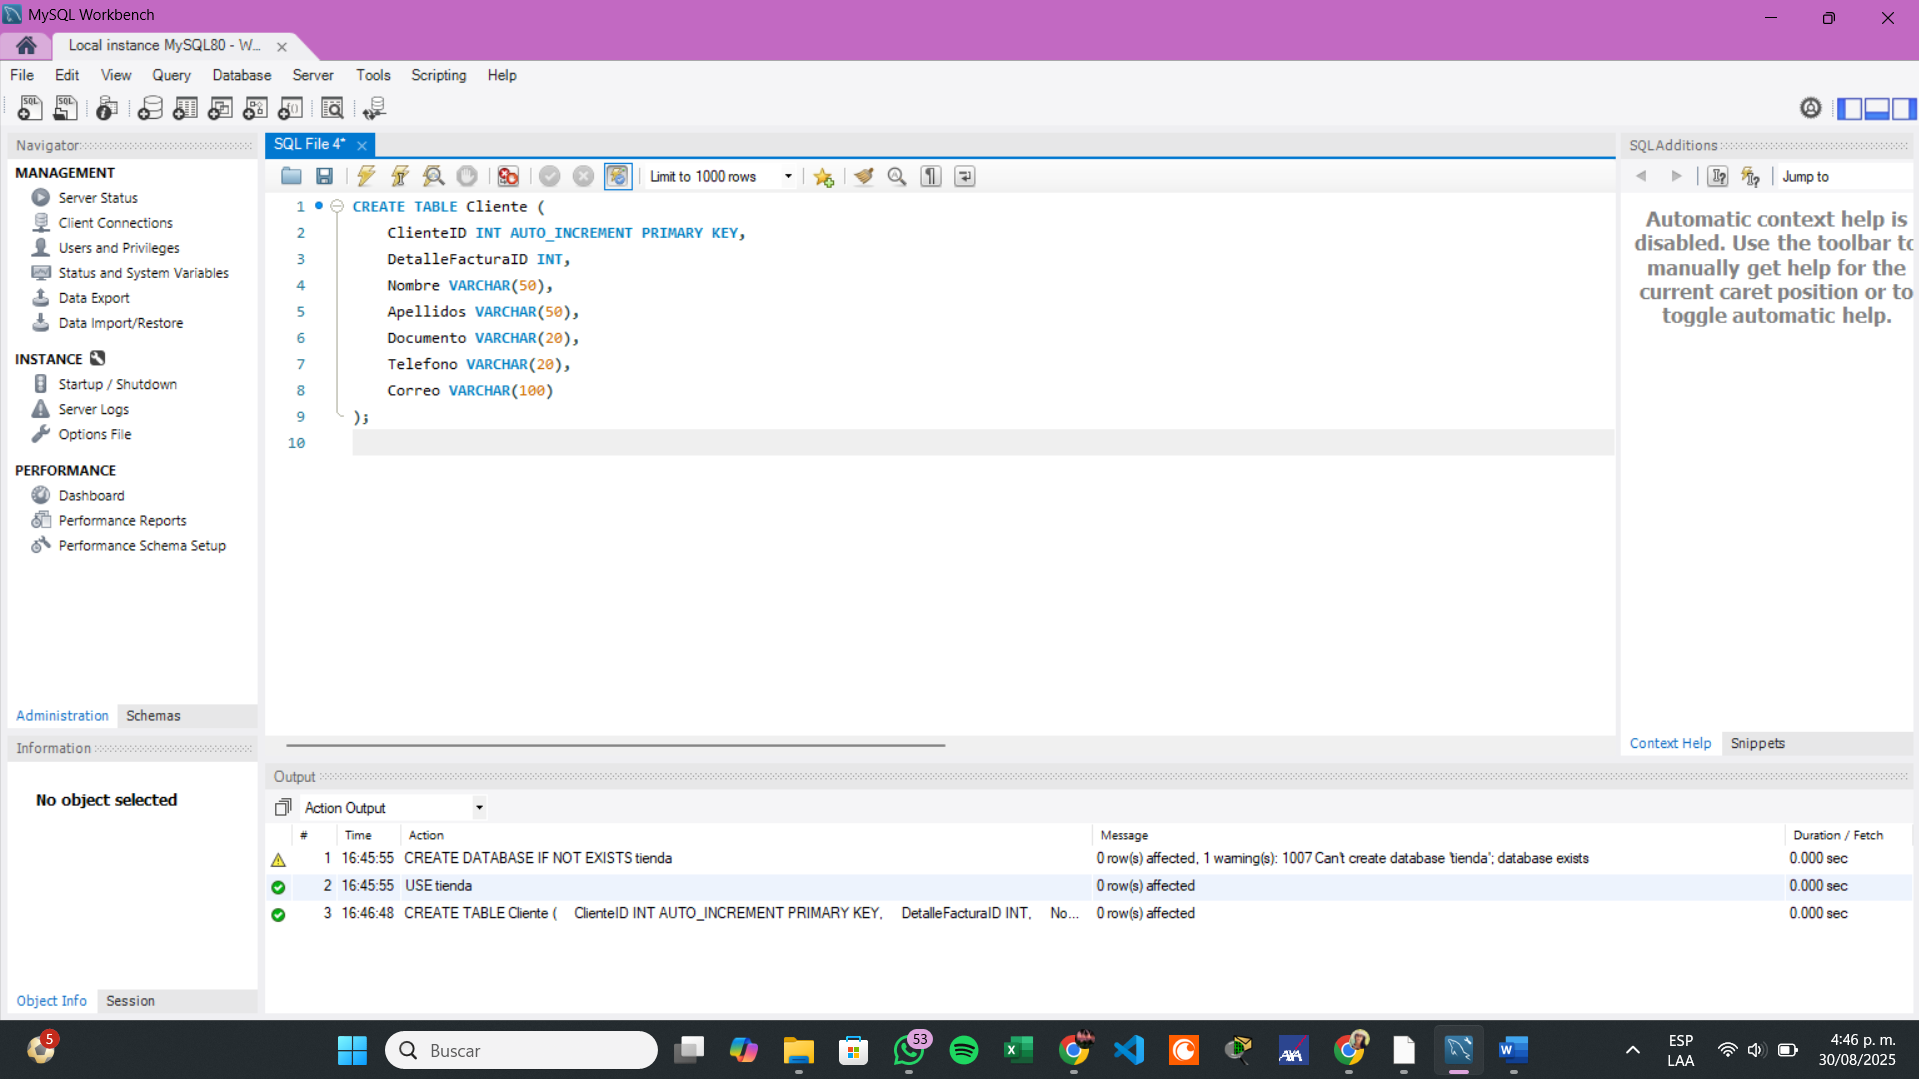 MySQL Workbench
Local instance MySQL80 - W...
File Edit View Query Database Server Tools Scripting Help
Navigator
MANAGEMENT
Server Status
Client Connections
Users and Privileges
Status and System Variables
Data Export
Data Import/Restore
INSTANCE
Startup / Shutdown
Server Logs
Options File
PERFORMANCE
Dashboard
Performance Reports
Performance Schema Setup
Administration Schemas
Information
No object selected
Object Info Session
SQL File 4*
Limit to 1000 rows
1 CREATE TABLE Cliente (
2 ClienteID INT AUTO_INCREMENT PRIMARY KEY,
3 DetalleFacturaID INT,
4 Nombre VARCHAR(50),
5 Apellidos VARCHAR(50),
6 Documento VARCHAR(20),
7 Telefono VARCHAR(20),
8 Correo VARCHAR(100)
9 );
10
SQLAdditions
Jump to
Automatic context help is
disabled. Use the toolbar to
manually get help for the
current caret position or to
toggle automatic help.
Context Help Snippets
Output
Action Output
# Time Action Message Duration / Fetch
1 16:45:55 CREATE DATABASE IF NOT EXISTS tienda 0 row(s) affected, 1 warning(s): 1007 Can't create database 'tienda'; database exists 0.000 sec
2 16:45:55 USE tienda 0 row(s) affected 0.000 sec
3 16:46:48 CREATE TABLE Cliente ( ClienteID INT AUTO_INCREMENT PRIMARY KEY, DetalleFacturaID INT, No... 0 row(s) affected 0.000 sec
5
Buscar
53
AXA
ESP
LAA
4:46 p. m.
30/08/2025